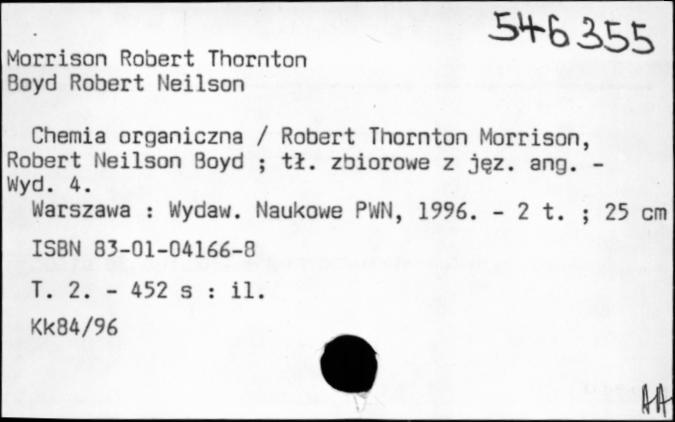 546355
Morrison Robert Thornton
Boyd Robert Neilson
Chemia organiczna / Robert Thornton Morrison,
Robert Neilson Boyd ; tł. zbiorowe z jęz. ang. -
Wyd. 4.
Warszawa : Wydaw. Naukowe PWN, 1996. - 2 t. ; 25 cm
ISBN 83-01-04166-8
T. 2. - 452 s : il.
Kk84/96
AA